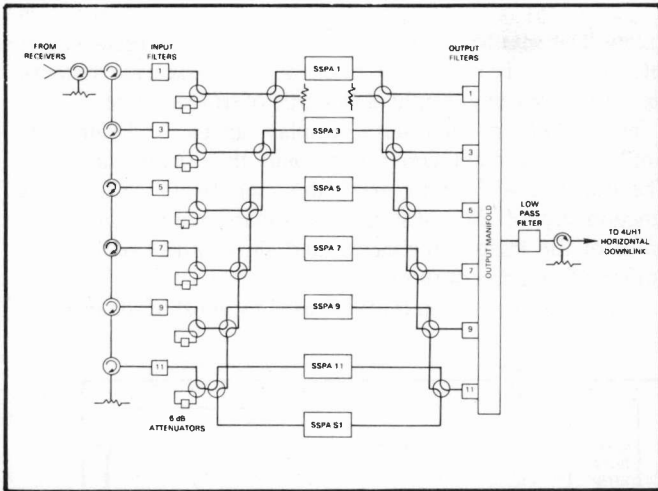 FROM
RECEIVERS
INPUT
FILTERS
OUTPUT
FILTERS
1
3
5
7
9
11
6 dB
ATTENUATORS
SSPA 1
SSPA 3
SSPA 5
SSPA 7
SSPA 9
SSPA 11
SSPA S1
1
3
5
7
9
11
OUTPUT MANIFOLD
LOW
PASS
FILTER
TO 4UH1
HORIZONTAL
DOWNLINK